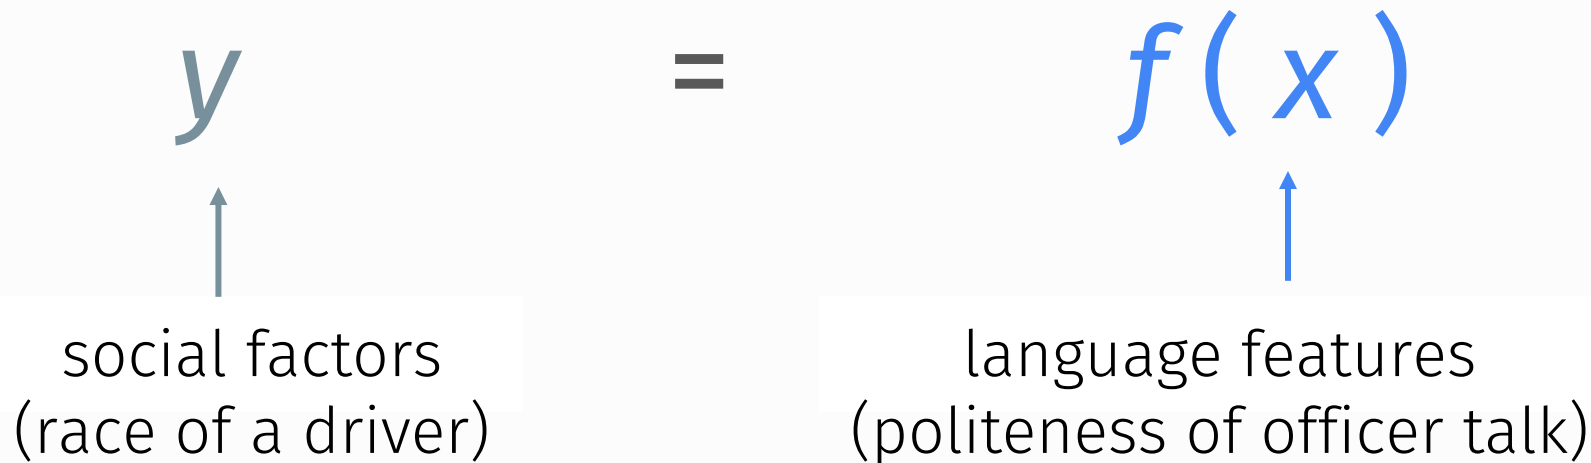 y = f ( x )
social factors
(race of a driver)
language features
(politeness of officer talk)